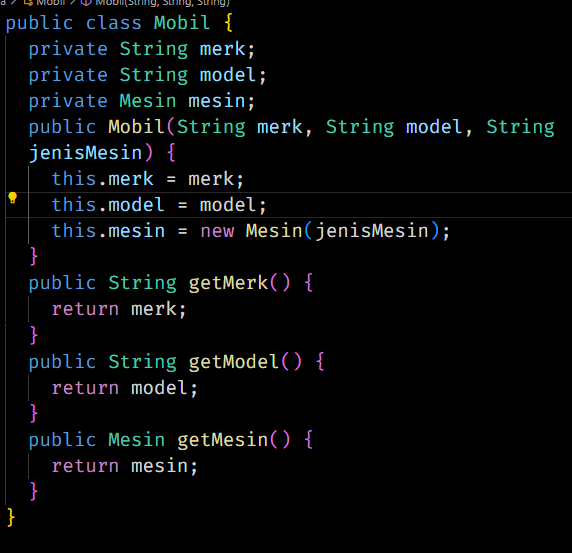 a > Mobil > Mobil(String, String, String)
public class Mobil {
private String merk;
private String model;
private Mesin mesin;
public Mobil(String merk, String model, String
jenisMesin) {
this.merk = merk;
this.model = model;
this.mesin = new Mesin(jenisMesin);
}
public String getMerk() {
return merk;
}
public String getModel() {
return model;
}
public Mesin getMesin() {
return mesin;
}
}